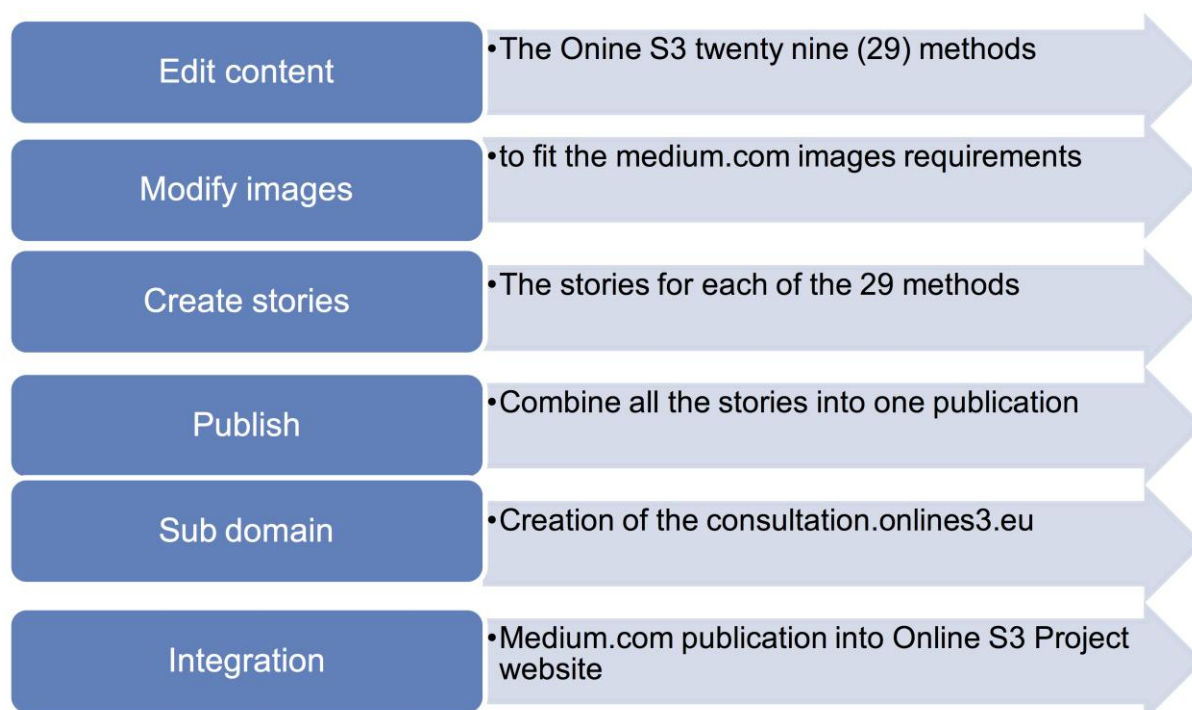 Edit content
•The Onine S3 twenty nine (29) methods
Modify images
•to fit the medium.com images requirements
Create stories
•The stories for each of the 29 methods
Publish
•Combine all the stories into one publication
Sub domain
•Creation of the consultation.onlines3.eu
Integration
•Medium.com publication into Online S3 Project
website